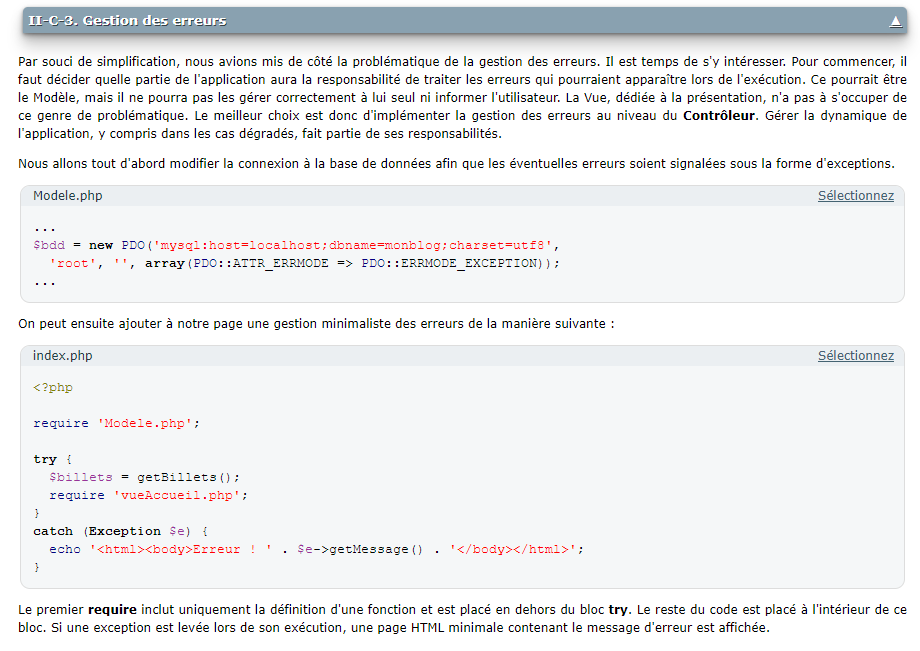 II-C-3. Gestion des erreurs
Par souci de simplification, nous avions mis de côté la problématique de la gestion des erreurs. Il est temps de s'y intéresser. Pour commencer, il
faut décider quelle partie de l'application aura la responsabilité de traiter les erreurs qui pourraient apparaître lors de l'exécution. Ce pourrait être
le Modèle, mais il ne pourra pas les gérer correctement à lui seul ni informer l'utilisateur. La Vue, dédiée à la présentation, n'a pas à s'occuper de
ce genre de problématique. Le meilleur choix est donc d'implémenter la gestion des erreurs au niveau du Contrôleur. Gérer la dynamique de
l'application, y compris dans les cas dégradés, fait partie de ses responsabilités.
Nous allons tout d'abord modifier la connexion à la base de données afin que les éventuelles erreurs soient signalées sous la forme d'exceptions.
Modele.php Sélectionnez
...
$bdd = new PDO('mysql:host=localhost;dbname=monblog;charset=utf8',
'root', '', array(PDO::ATTR_ERRMODE => PDO::ERRMODE_EXCEPTION));
...
On peut ensuite ajouter à notre page une gestion minimaliste des erreurs de la manière suivante :
index.php Sélectionnez
<?php
require 'Modele.php';
try {
$billets = getBillets();
require 'vueAccueil.php';
}
catch (Exception $e) {
echo '<html><body>Erreur ! ' . $e->getMessage() . '</body></html>';
}
Le premier require inclut uniquement la définition d'une fonction et est placé en dehors du bloc try. Le reste du code est placé à l'intérieur de ce
bloc. Si une exception est levée lors de son exécution, une page HTML minimale contenant le message d'erreur est affichée.